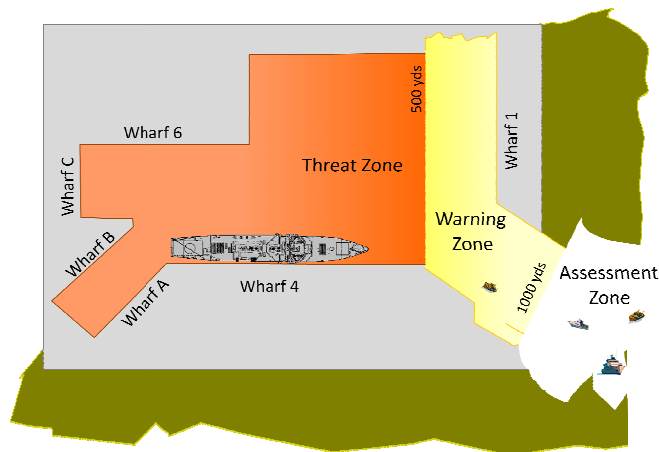 500 yds
Wharf 6
Wharf 1
Threat Zone
Wharf C
Warning
Zone
Wharf B
Assessment
Zone
1000 yds
Wharf 4
Wharf A